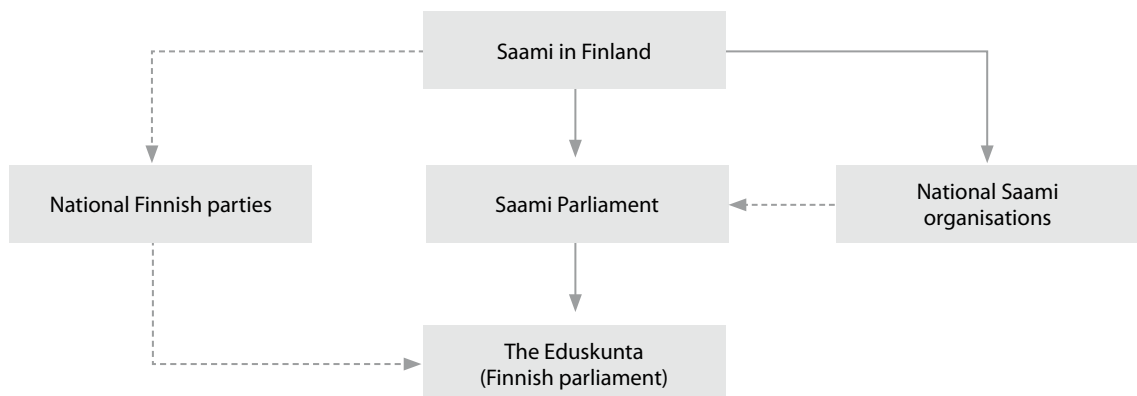 Saami in Finland
National Finnish parties
Saami Parliament
National Saami
organisations
The Eduskunta
(Finnish parliament)